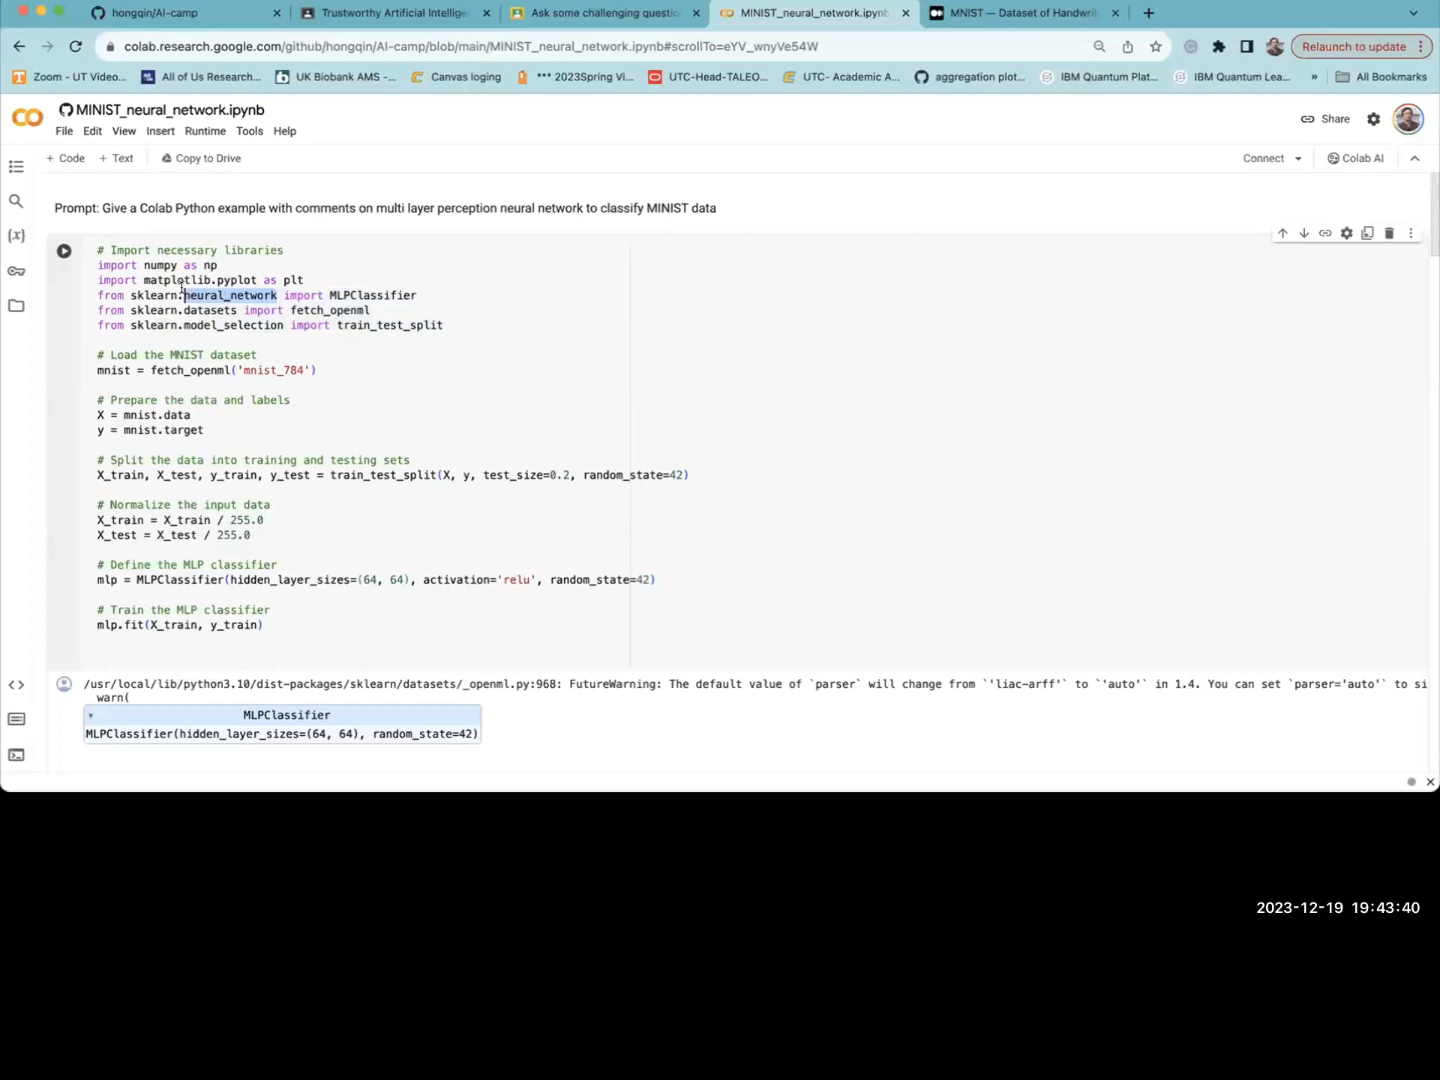 hongqin/AI-camp
Trustworthy Artificial Intellige
Ask some challenging questio
MINIST_neural_network.ipynb
MNIST — Dataset of Handwri
colab.research.google.com/github/hongqin/AI-camp/blob/main/MINIST_neural_network.ipynb#scrollTo=eYV_wnyVe54W
Relaunch to update
Zoom - UT Video...
All of Us Research...
UK Biobank AMS -...
Canvas loging
*** 2023Spring Vi...
UTC-Head-TALEO...
UTC- Academic A...
aggregation plot...
IBM Quantum Plat...
IBM Quantum Lea...
»
All Bookmarks
MINIST_neural_network.ipynb
File Edit View Insert Runtime Tools Help
Share
+ Code + Text Copy to Drive
Connect
Colab AI
Prompt: Give a Colab Python example with comments on multi layer perception neural network to classify MINIST data
# Import necessary libraries
import numpy as np
import matplotlib.pyplot as plt
from sklearn.neural_network import MLPClassifier
from sklearn.datasets import fetch_openml
from sklearn.model_selection import train_test_split
# Load the MNIST dataset
mnist = fetch_openml('mnist_784')
# Prepare the data and labels
X = mnist.data
y = mnist.target
# Split the data into training and testing sets
X_train, X_test, y_train, y_test = train_test_split(X, y, test_size=0.2, random_state=42)
# Normalize the input data
X_train = X_train / 255.0
X_test = X_test / 255.0
# Define the MLP classifier
mlp = MLPClassifier(hidden_layer_sizes=(64, 64), activation='relu', random_state=42)
# Train the MLP classifier
mlp.fit(X_train, y_train)
/usr/local/lib/python3.10/dist-packages/sklearn/datasets/_openml.py:968: FutureWarning: The default value of `parser` will change from `'liac-arff'` to `'auto'` in 1.4. You can set `parser='auto'` to si
warn(
MLPClassifier
MLPClassifier(hidden_layer_sizes=(64, 64), random_state=42)
2023-12-19 19:43:40